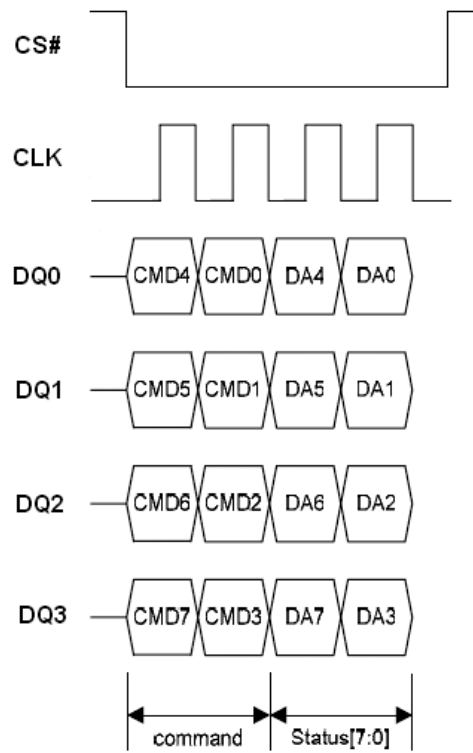 CS#
CLK
DQ0 CMD4 CMD0 DA4 DA0
DQ1 CMD5 CMD1 DA5 DA1
DQ2 CMD6 CMD2 DA6 DA2
DQ3 CMD7 CMD3 DA7 DA3
command Status[7:0]